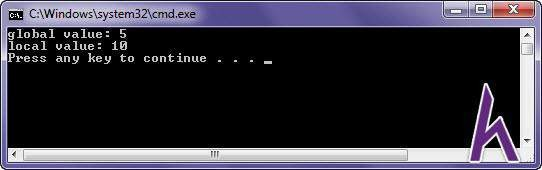 C:\Windows\system32\cmd.exe
global value: 5
local value: 10
Press any key to continue . . . _